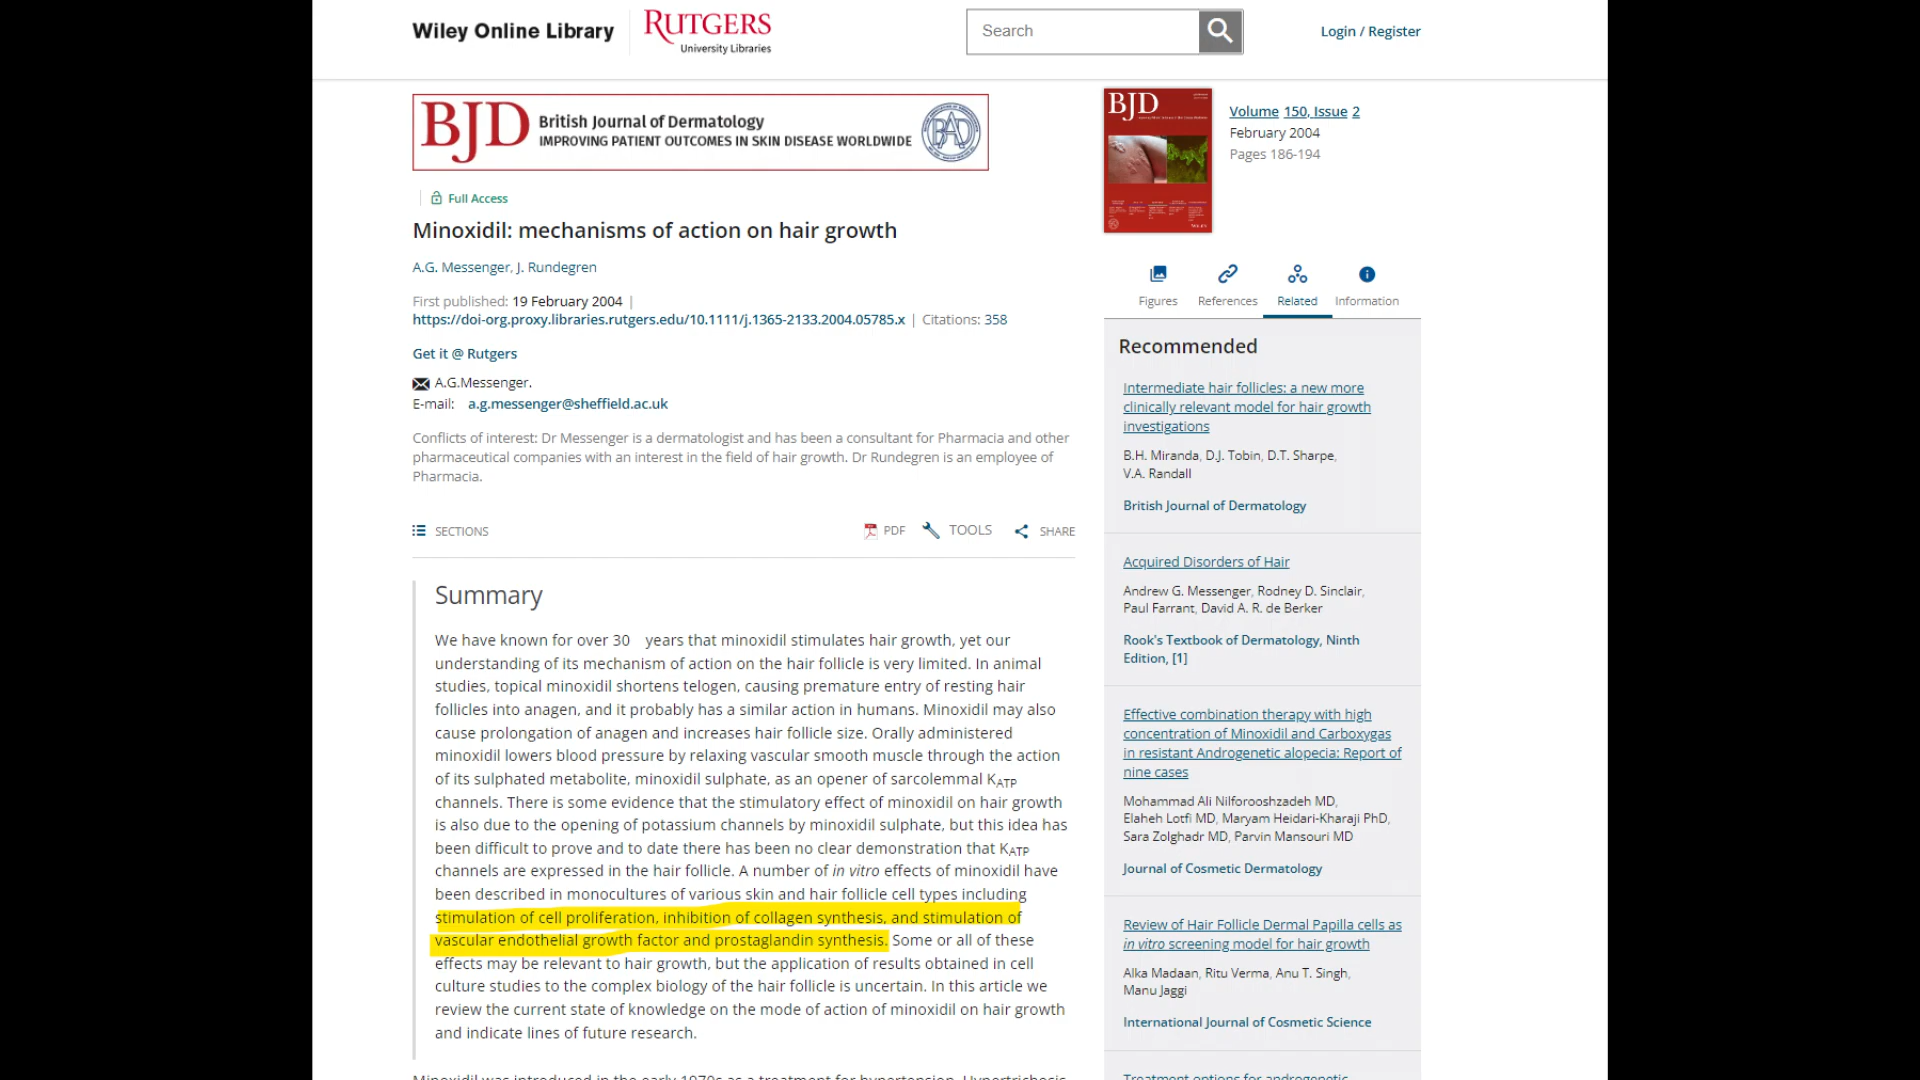 Wiley Online Library
RUTGERS
University Libraries
Search
Login / Register
BJD
British Journal of Dermatology
IMPROVING PATIENT OUTCOMES IN SKIN DISEASE WORLDWIDE
BAD
Full Access
Minoxidil: mechanisms of action on hair growth
A.G. Messenger, J. Rundegren
First published: 19 February 2004 |
https://doi-org.proxy.libraries.rutgers.edu/10.1111/j.1365-2133.2004.05785.x | Citations: 358
Get it @ Rutgers
A.G.Messenger.
E-mail: a.g.messenger@sheffield.ac.uk
Conflicts of interest: Dr Messenger is a dermatologist and has been a consultant for Pharmacia and other
pharmaceutical companies with an interest in the field of hair growth. Dr Rundegren is an employee of
Pharmacia.
SECTIONS
PDF
TOOLS
SHARE
Summary
We have known for over 30 years that minoxidil stimulates hair growth, yet our
understanding of its mechanism of action on the hair follicle is very limited. In animal
studies, topical minoxidil shortens telogen, causing premature entry of resting hair
follicles into anagen, and it probably has a similar action in humans. Minoxidil may also
cause prolongation of anagen and increases hair follicle size. Orally administered
minoxidil lowers blood pressure by relaxing vascular smooth muscle through the action
of its sulphated metabolite, minoxidil sulphate, as an opener of sarcolemmal KATP
channels. There is some evidence that the stimulatory effect of minoxidil on hair growth
is also due to the opening of potassium channels by minoxidil sulphate, but this idea has
been difficult to prove and to date there has been no clear demonstration that KATP
channels are expressed in the hair follicle. A number of in vitro effects of minoxidil have
been described in monocultures of various skin and hair follicle cell types including
stimulation of cell proliferation, inhibition of collagen synthesis, and stimulation of
vascular endothelial growth factor and prostaglandin synthesis. Some or all of these
effects may be relevant to hair growth, but the application of results obtained in cell
culture studies to the complex biology of the hair follicle is uncertain. In this article we
review the current state of knowledge on the mode of action of minoxidil on hair growth
and indicate lines of future research.
Minoxidil was introduced in the early 1970s as a treatment for hypertension. Hypertrichosis
BJD
Volume 150, Issue 2
February 2004
Pages 186-194
Figures
References
Related
Information
Recommended
Intermediate hair follicles: a new more
clinically relevant model for hair growth
investigations
B.H. Miranda, D.J. Tobin, D.T. Sharpe,
V.A. Randall
British Journal of Dermatology
Acquired Disorders of Hair
Andrew G. Messenger, Rodney D. Sinclair,
Paul Farrant, David A. R. de Berker
Rook's Textbook of Dermatology, Ninth
Edition, [1]
Effective combination therapy with high
concentration of Minoxidil and Carboxygas
in resistant Androgenetic alopecia: Report of
nine cases
Mohammad Ali Nilforooshzadeh MD,
Elaheh Lotfi MD, Maryam Heidari-Kharaji PhD,
Sara Zolghadr MD, Parvin Mansouri MD
Journal of Cosmetic Dermatology
Review of Hair Follicle Dermal Papilla cells as
in vitro screening model for hair growth
Alka Madaan, Ritu Verma, Anu T. Singh,
Manu Jaggi
International Journal of Cosmetic Science
Treatment options for androgenetic